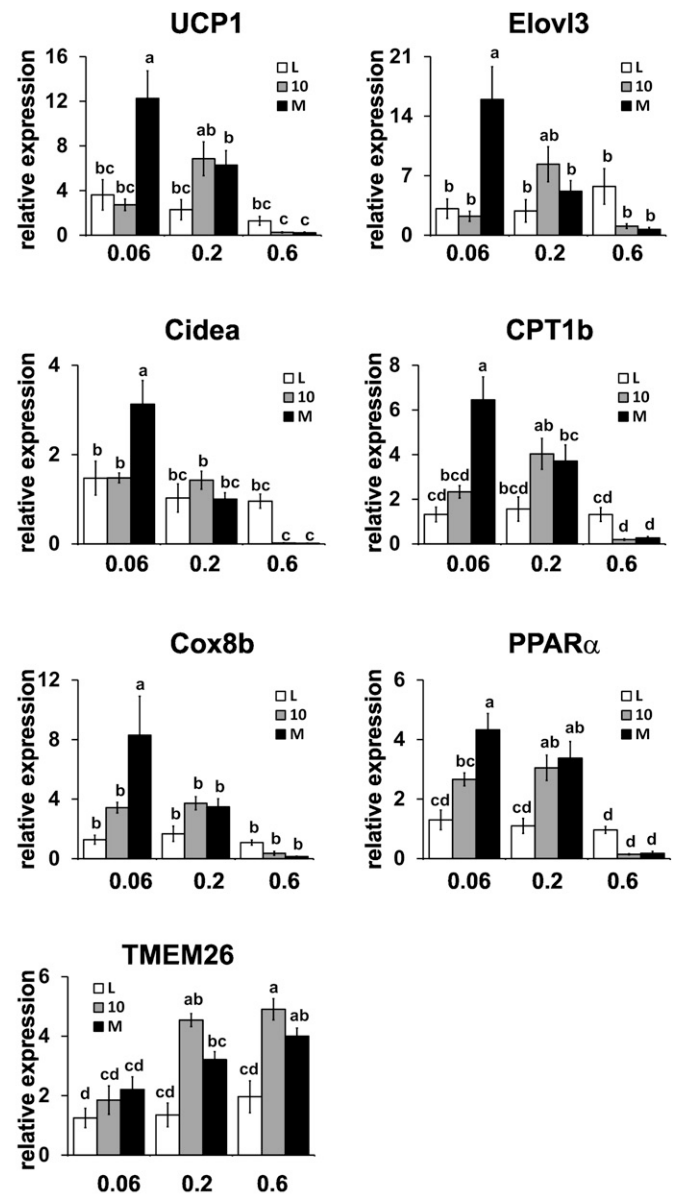 UCP1
relative expression
16
12
8
4
0
L
10
M
bc bc a
bc ab b
bc c c
0.06 0.2 0.6
Elovl3
relative expression
21
14
7
0
L
10
M
b b a
b ab b
b b b
0.06 0.2 0.6
Cidea
relative expression
4
2
0
L
10
M
b b a
bc b bc
bc c c
0.06 0.2 0.6
CPT1b
relative expression
8
6
4
2
0
L
10
M
cd bcd a
bcd ab bc
cd d d
0.06 0.2 0.6
Cox8b
relative expression
12
8
4
0
L
10
M
b b a
b b b
b b b
0.06 0.2 0.6
PPARα
relative expression
6
4
2
0
L
10
M
cd bc a
cd ab ab
cd d d
0.06 0.2 0.6
TMEM26
relative expression
6
4
2
0
L
10
M
d cd cd
cd ab bc
cd a ab
0.06 0.2 0.6